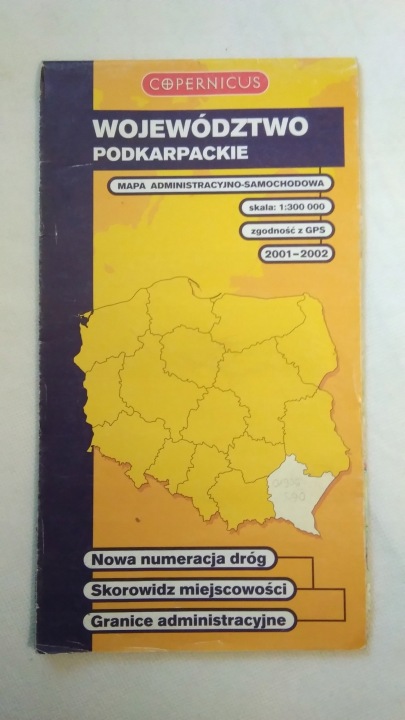 COPERNICUS
WOJEWÓDZTWO
PODKARPACKIE
MAPA ADMINISTRACYJNO-SAMOCHODOWA
skala: 1:300 000
zgodność z GPS
2001-2002
Nowa numeracja dróg
Skorowidz miejscowości
Granice administracyjne